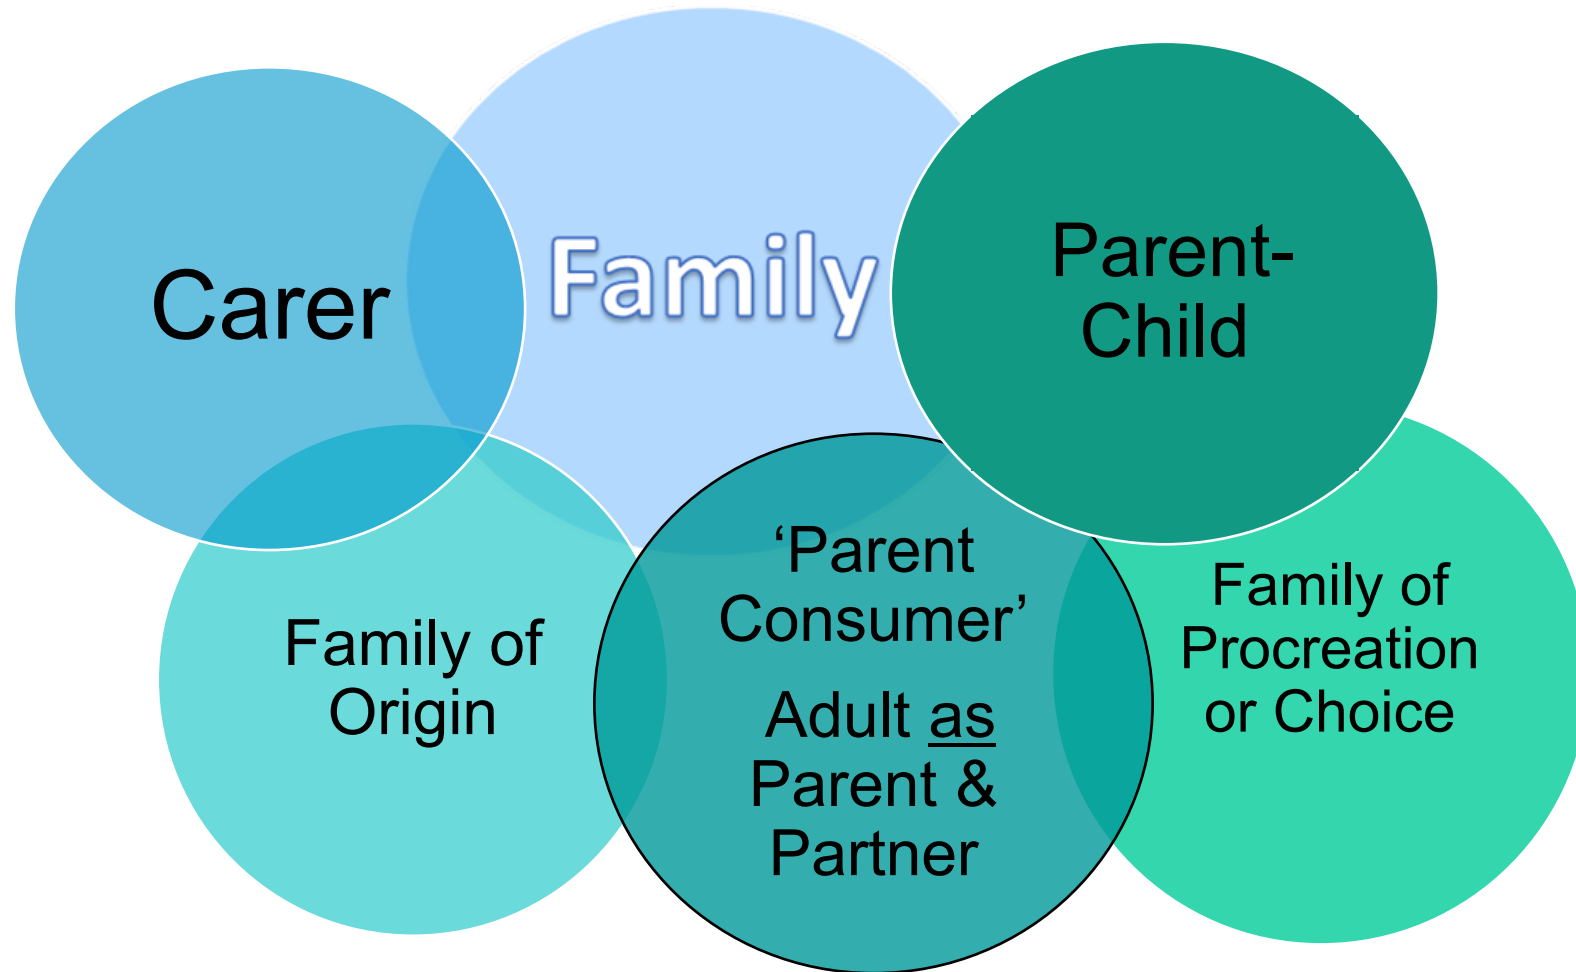 Carer
Family
Parent-
Child
Family of
Origin
‘Parent
Consumer’
Adult as
Parent &
Partner
Family of
Procreation
or Choice